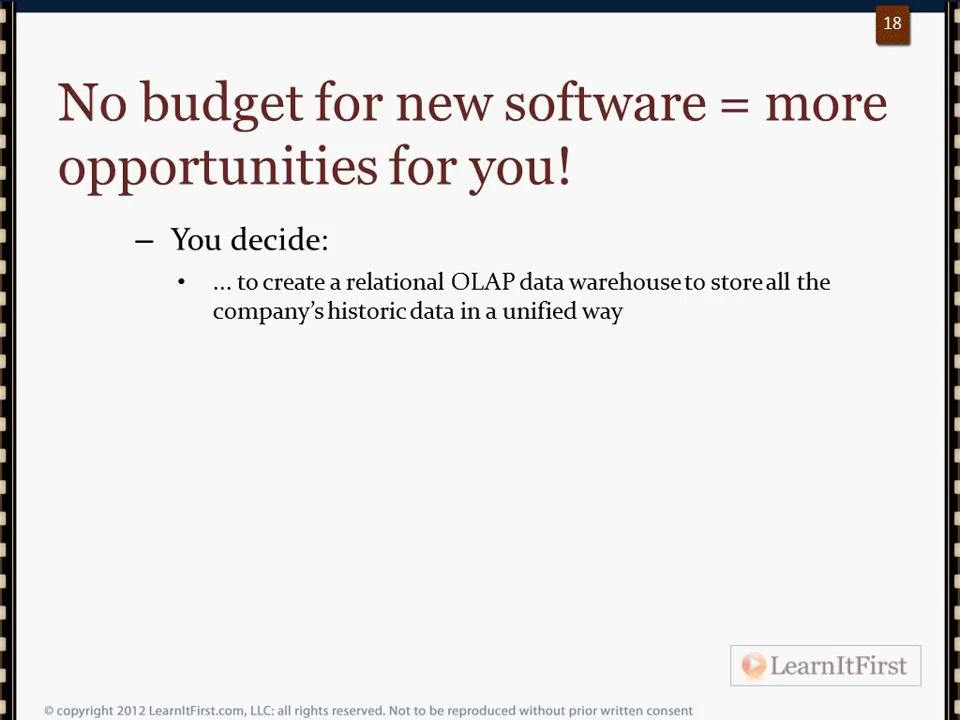 18
No budget for new software = more
opportunities for you!
– You decide:
• ... to create a relational OLAP data warehouse to store all the
company's historic data in a unified way
LearnItFirst
© copyright 2012 LearnItFirst.com, LLC: all rights reserved. Not to be reproduced without prior written consent